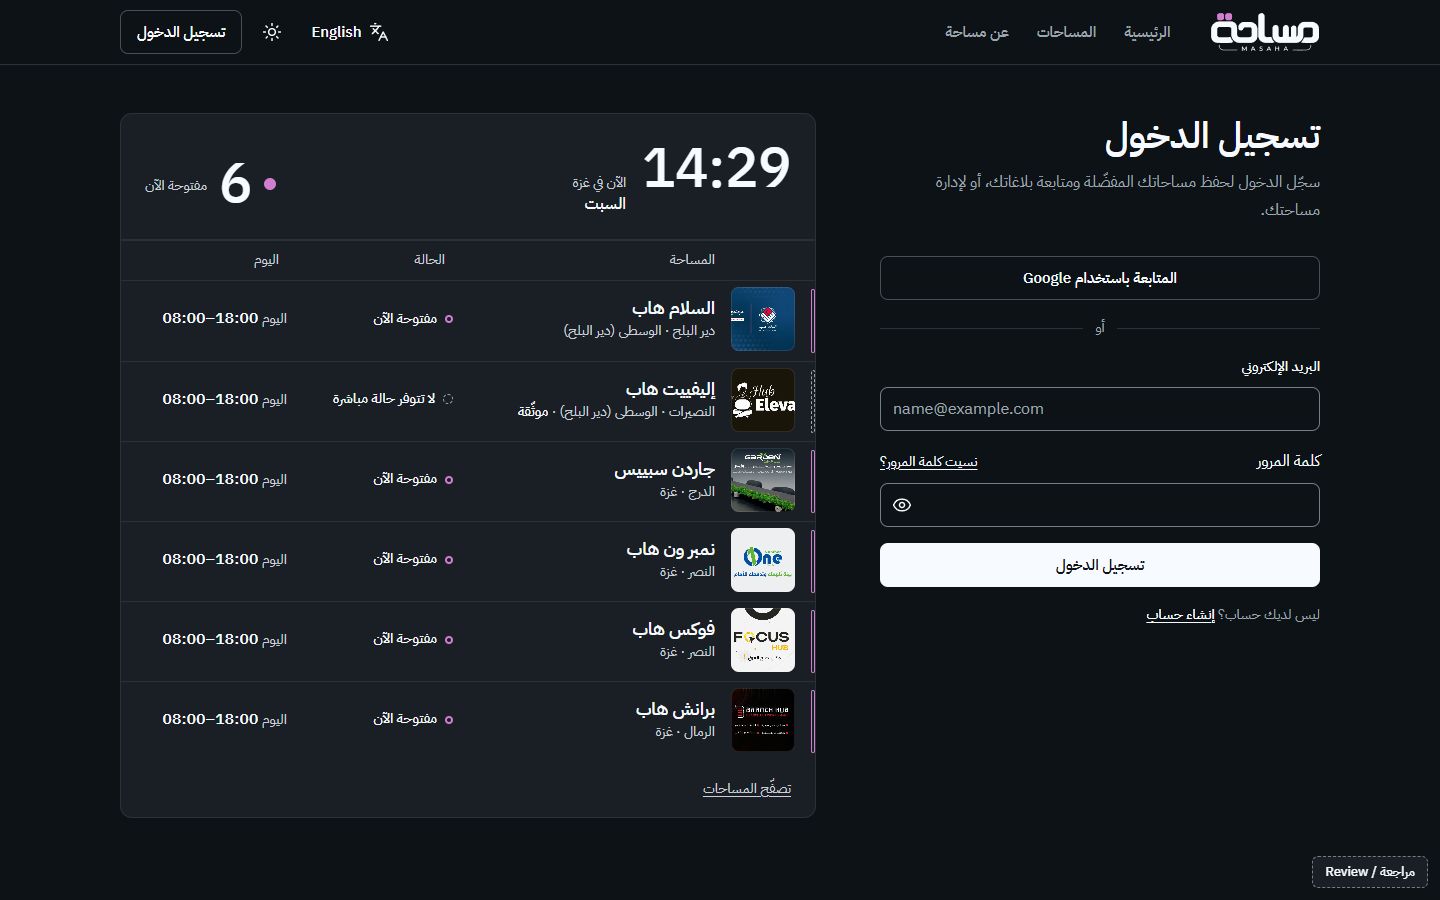 مساحة
MASAHA
الرئيسية
المساحات
عن مساحة
English
تسجيل الدخول
تسجيل الدخول
سجّل الدخول لحفظ مساحاتك المفضّلة ومتابعة بلاغاتك، أو لإدارة
مساحتك.
المتابعة باستخدام Google
أو
البريد الإلكتروني
name@example.com
كلمة المرور
نسيت كلمة المرور؟
تسجيل الدخول
ليس لديك حساب؟ إنشاء حساب
14:29
الآن في غزة
السبت
6
مفتوحة الآن
المساحة
الحالة
اليوم
السلام هاب
دير البلح · الوسطى (دير البلح)
مفتوحة الآن
اليوم 08:00–18:00
Hub
Eleva
إليفييت هاب
النصيرات · الوسطى (دير البلح) · موثّقة
لا تتوفر حالة مباشرة
اليوم 08:00–18:00
GARDEN
جاردن سبييس
الدرج · غزة
مفتوحة الآن
اليوم 08:00–18:00
One
نمبر ون هاب
النصر · غزة
مفتوحة الآن
اليوم 08:00–18:00
FOCUS
HUB
فوكس هاب
النصر · غزة
مفتوحة الآن
اليوم 08:00–18:00
BRANCH HUB
برانش هاب
الرمال · غزة
مفتوحة الآن
اليوم 08:00–18:00
تصفّح المساحات
مراجعة / Review